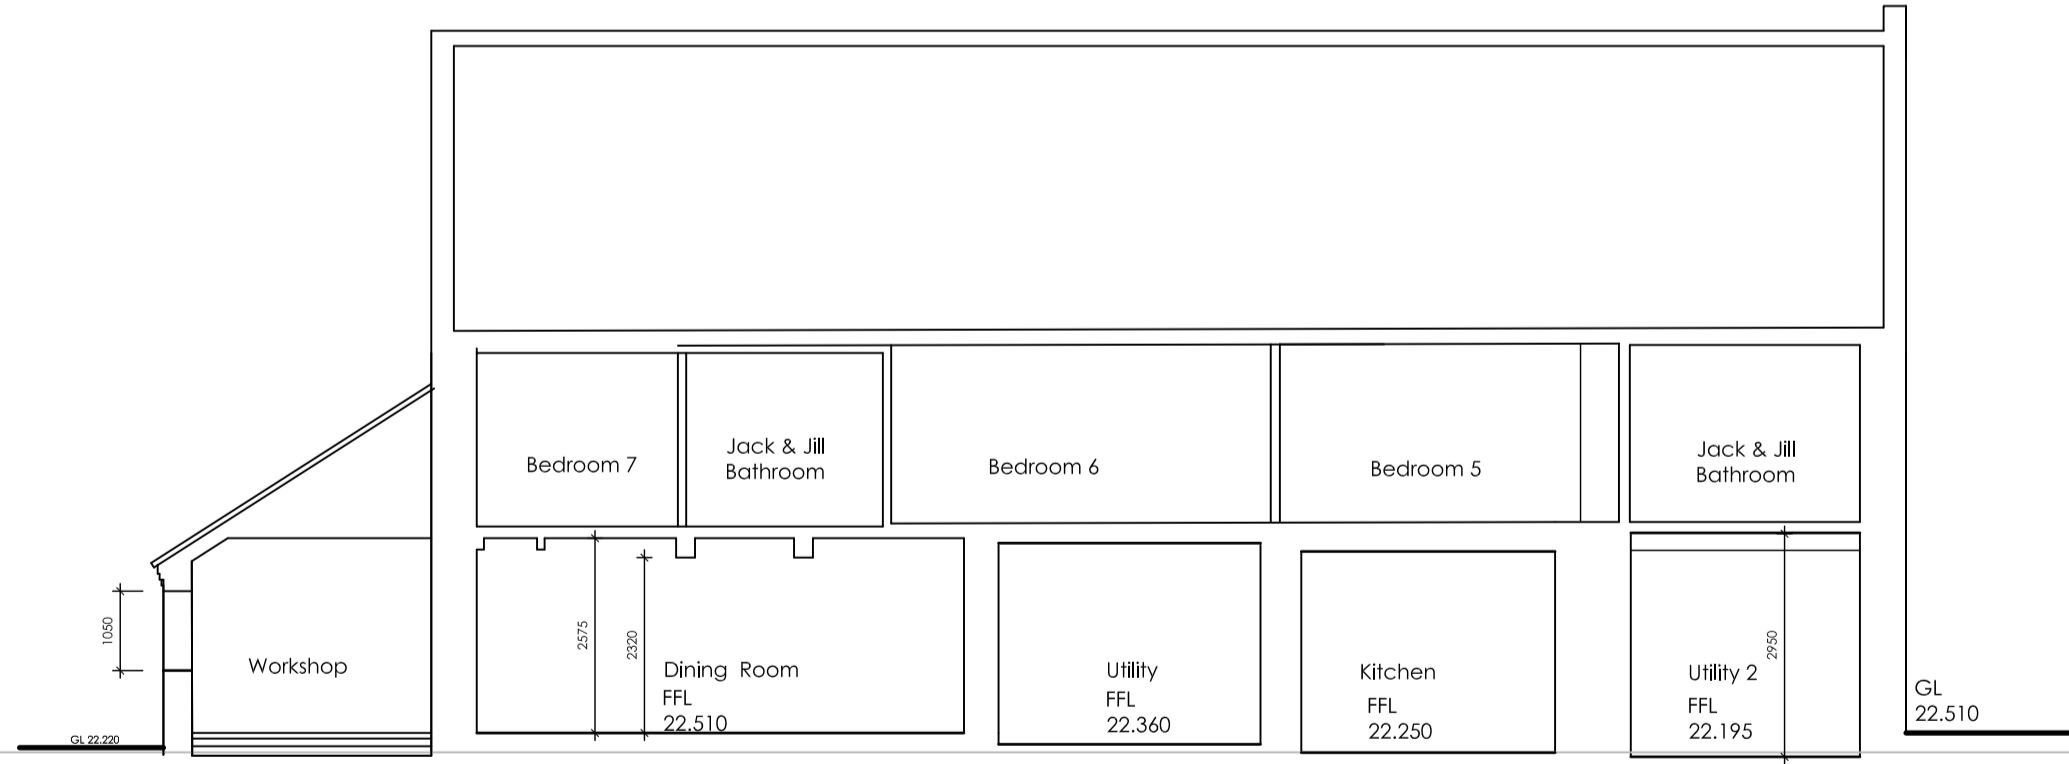 Bedroom 7
Jack & Jill
Bathroom
Bedroom 6
Bedroom 5
Jack & Jill
Bathroom
1050
Workshop
GL 22.220
2575
2320
Dining Room
FFL
22.510
Utility
FFL
22.360
Kitchen
FFL
22.250
Utility 2
FFL
22.195
2950
GL
22.510